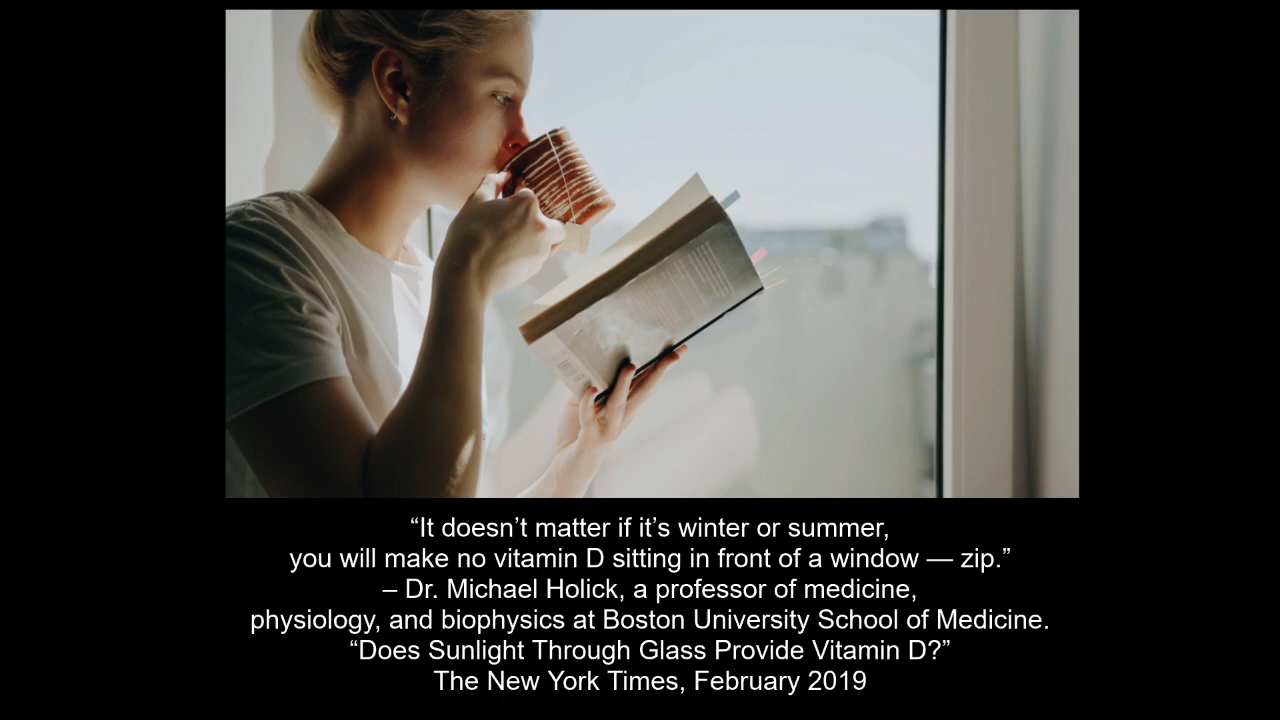 “It doesn’t matter if it’s winter or summer,
you will make no vitamin D sitting in front of a window — zip.”
– Dr. Michael Holick, a professor of medicine,
physiology, and biophysics at Boston University School of Medicine.
“Does Sunlight Through Glass Provide Vitamin D?”
The New York Times, February 2019